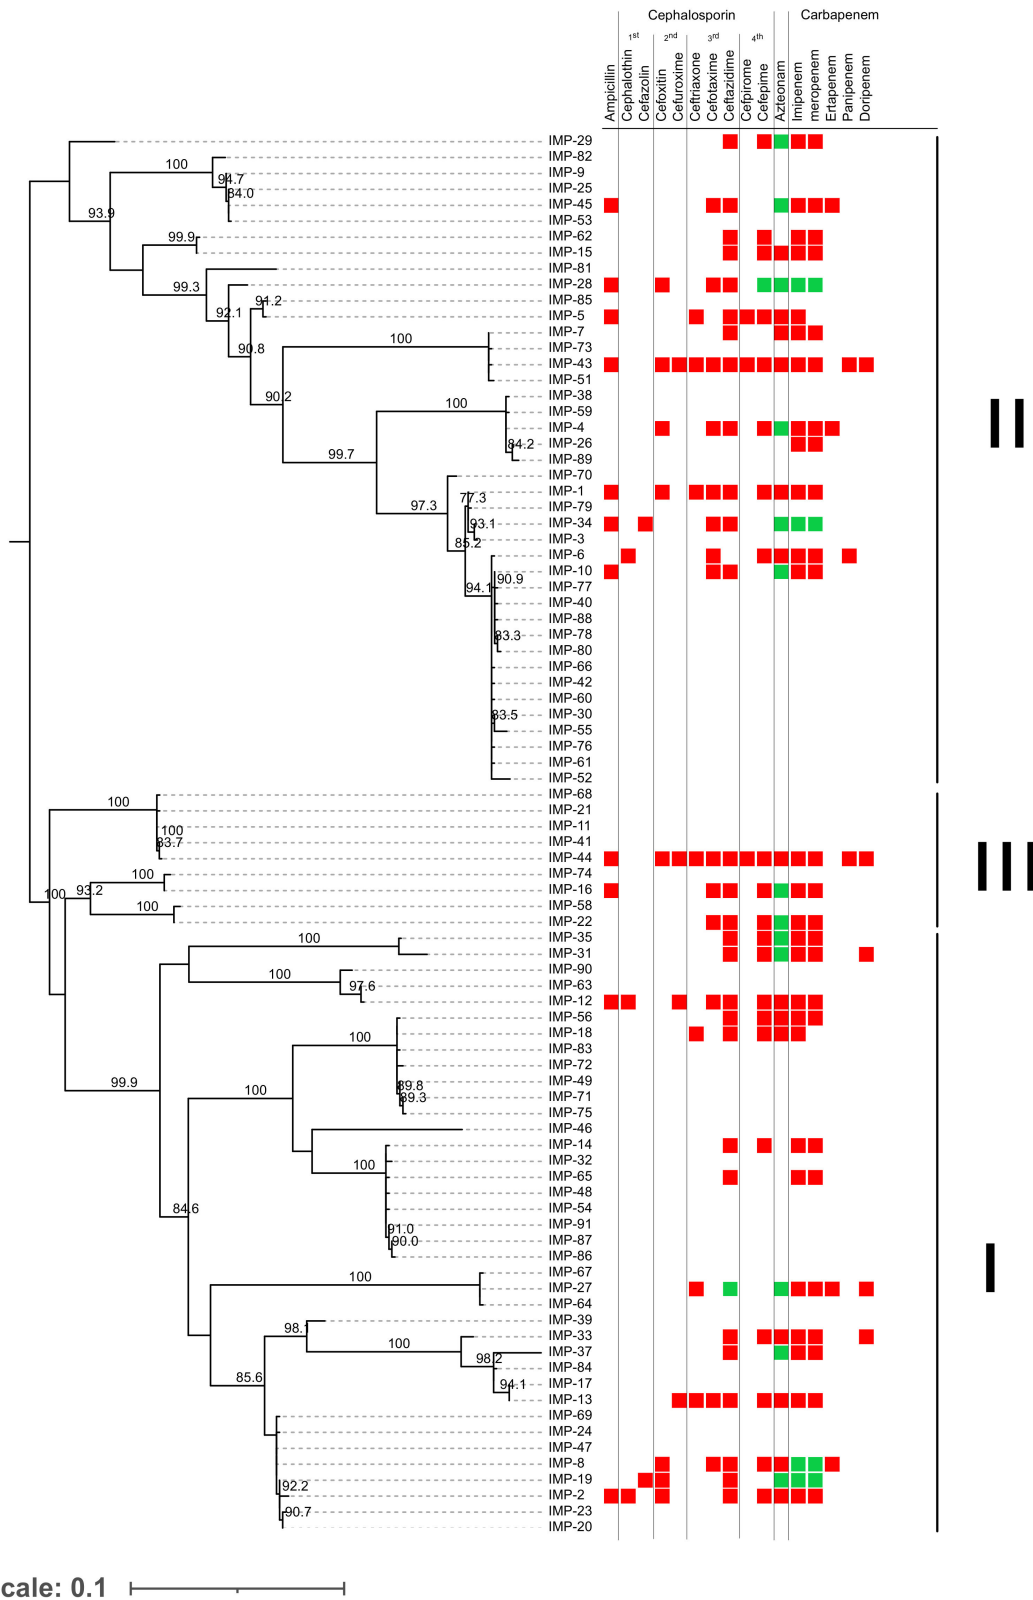 Cephalosporin Carbapenem
1st 2nd 3rd 4th
Ampicillin
Cephalothin
Cefazolin
Cefoxitin
Cefuroxime
Ceftriaxone
Cefotaxime
Ceftazidime
Cefpirome
Cefepime
Azteonam
Imipenem
meropenem
Ertapenem
Panipenem
Doripenem
IMP-29
IMP-82
100 IMP-9
94.7 IMP-25
84.0
IMP-45
93.9 IMP-53
99.9 IMP-62
IMP-15
IMP-81
99.3 IMP-28
91.2 IMP-85
92.1 IMP-5
IMP-7
100 IMP-73
90.8
IMP-43
IMP-51
90.2 IMP-38
100 IMP-59
IMP-4
84.2 IMP-26
99.7 IMP-89
IMP-70
77.3 IMP-1
97.3 IMP-79
93.1 IMP-34
85.2 IMP-3
IMP-6
90.9 IMP-10
94.1 IMP-77
IMP-40
IMP-88
83.3 IMP-78
IMP-80
IMP-66
IMP-42
IMP-60
83.5 IMP-30
IMP-55
IMP-76
IMP-61
IMP-52
IMP-68
100 IMP-21
100 IMP-11
83.7 IMP-41
IMP-44
100 IMP-74
100 93.2 IMP-16
100 IMP-58
IMP-22
100 IMP-35
IMP-31
100 IMP-90
97.6 IMP-63
IMP-12
IMP-56
100 IMP-18
IMP-83
IMP-72
99.9 100 89.8 IMP-49
89.3 IMP-71
IMP-75
IMP-46
IMP-14
100 IMP-32
IMP-65
IMP-48
84.6 IMP-54
91.0 IMP-91
90.0 IMP-87
IMP-86
100 IMP-67
IMP-27
IMP-64
98.1 IMP-39
IMP-33
100 98.2 IMP-37
IMP-84
85.6 94.1 IMP-17
IMP-13
IMP-69
IMP-24
IMP-47
IMP-8
92.2 IMP-19
IMP-2
90.7 IMP-23
IMP-20
II
III
I
cale: 0.1